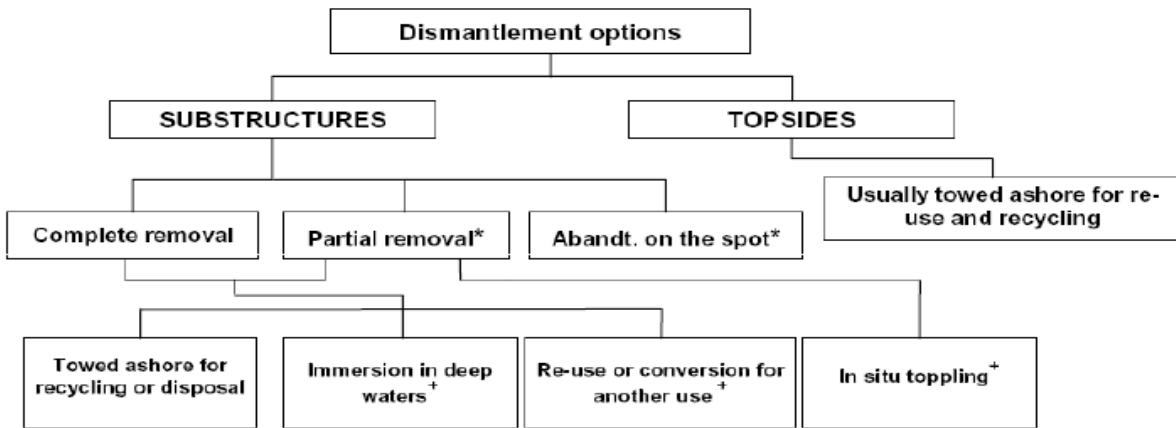 Dismantlement options
SUBSTRUCTURES
TOPSIDES
Usually towed ashore for re-
use and recycling
Complete removal
Partial removal*
Abandt. on the spot*
Towed ashore for
recycling or disposal
Immersion in deep
waters+
Re-use or conversion for
another use+
In situ toppling+